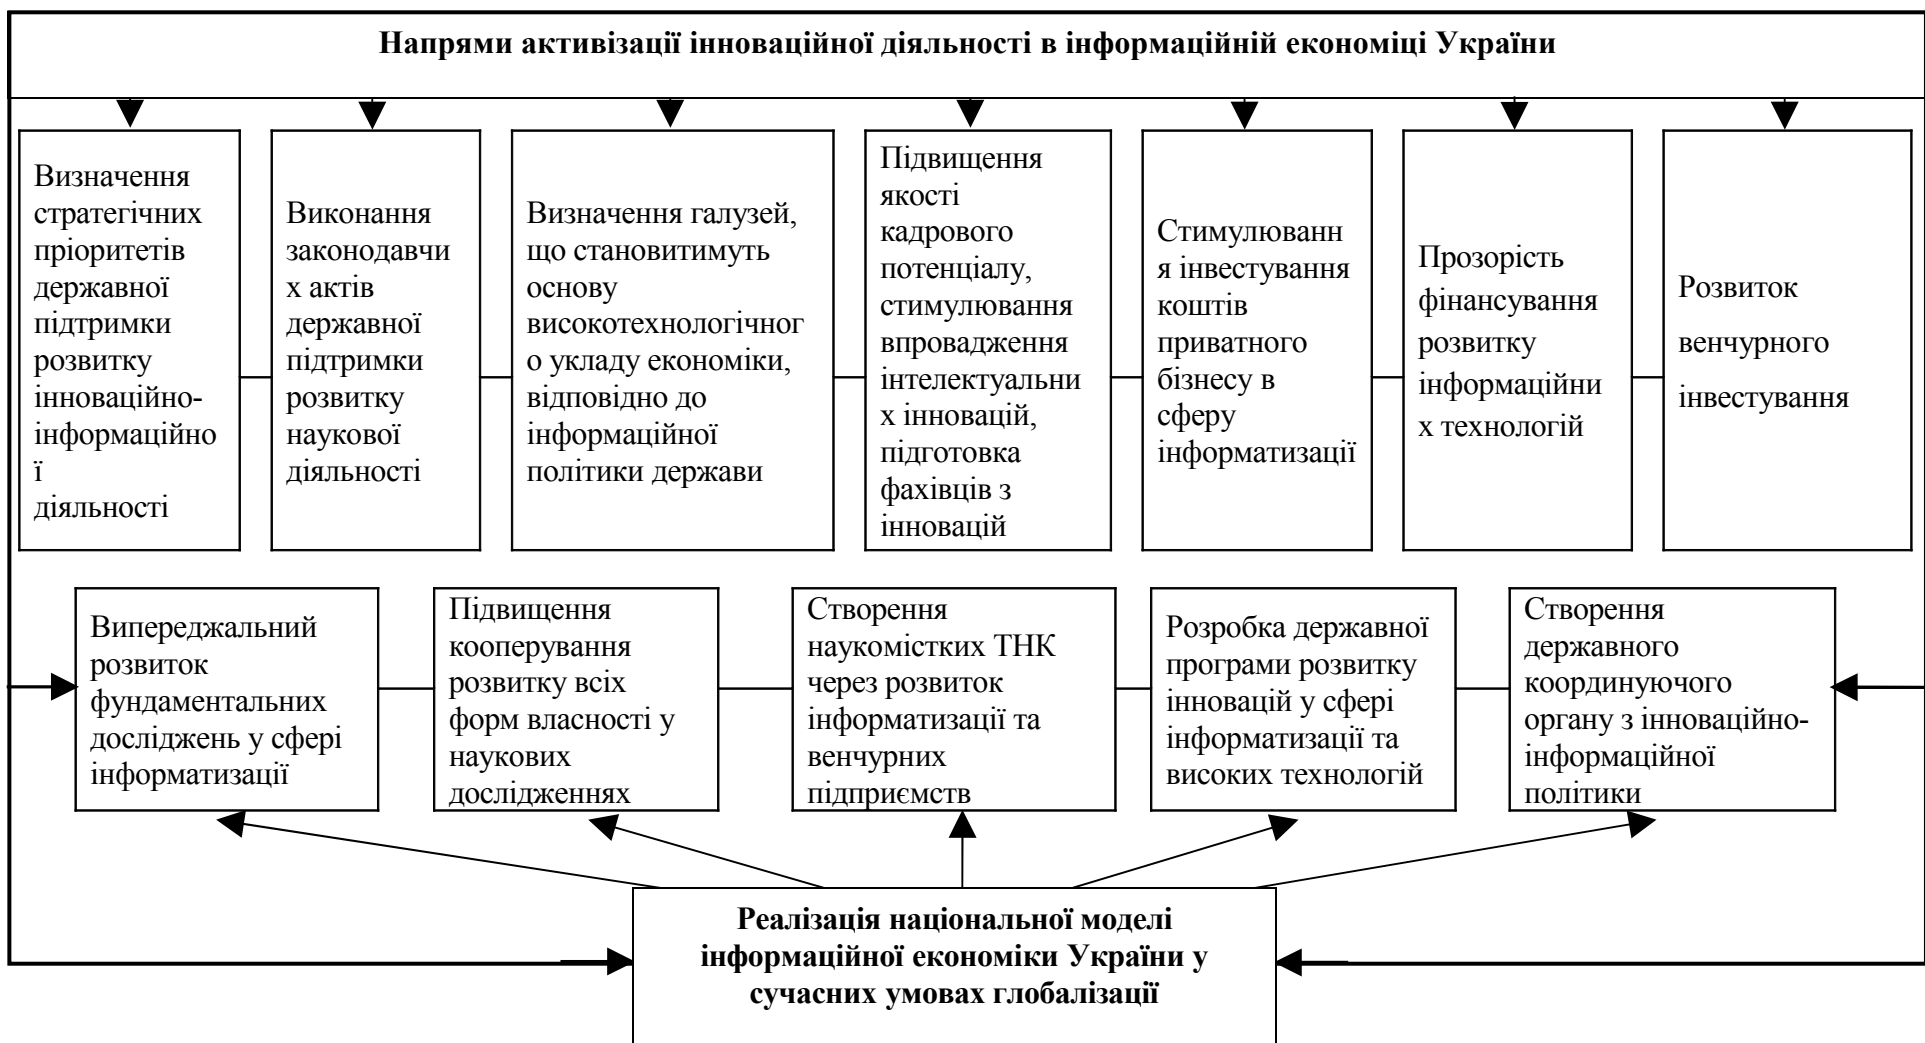 Напрями активізації інноваційної діяльності в інформаційній економіці України
Визначення
стратегічних
пріоритетів
державної
підтримки
розвитку
інноваційно-
інформаційно
ї
діяльності
Виконання
законодавчи
х актів
державної
підтримки
розвитку
наукової
діяльності
Визначення галузей,
що становитимуть
основу
високотехнологічног
о укладу економіки,
відповідно до
інформаційної
політики держави
Підвищення
якості
кадрового
потенціалу,
стимулювання
впровадження
інтелектуальни
х інновацій,
підготовка
фахівців з
інновацій
Стимулюванн
я інвестування
коштів
приватного
бізнесу в
сферу
інформатизації
Прозорість
фінансування
розвитку
інформаційни
х технологій
Розвиток
венчурного
інвестування
Випереджальний
розвиток
фундаментальних
досліджень у сфері
інформатизації
Підвищення
кооперування
розвитку всіх
форм власності у
наукових
дослідженнях
Створення
наукомістких ТНК
через розвиток
інформатизації та
венчурних
підприємств
Розробка державної
програми розвитку
інновацій у сфері
інформатизації та
високих технологій
Створення
державного
координуючого
органу з інноваційно-
інформаційної
політики
Реалізація національної моделі
інформаційної економіки України у
сучасних умовах глобалізації